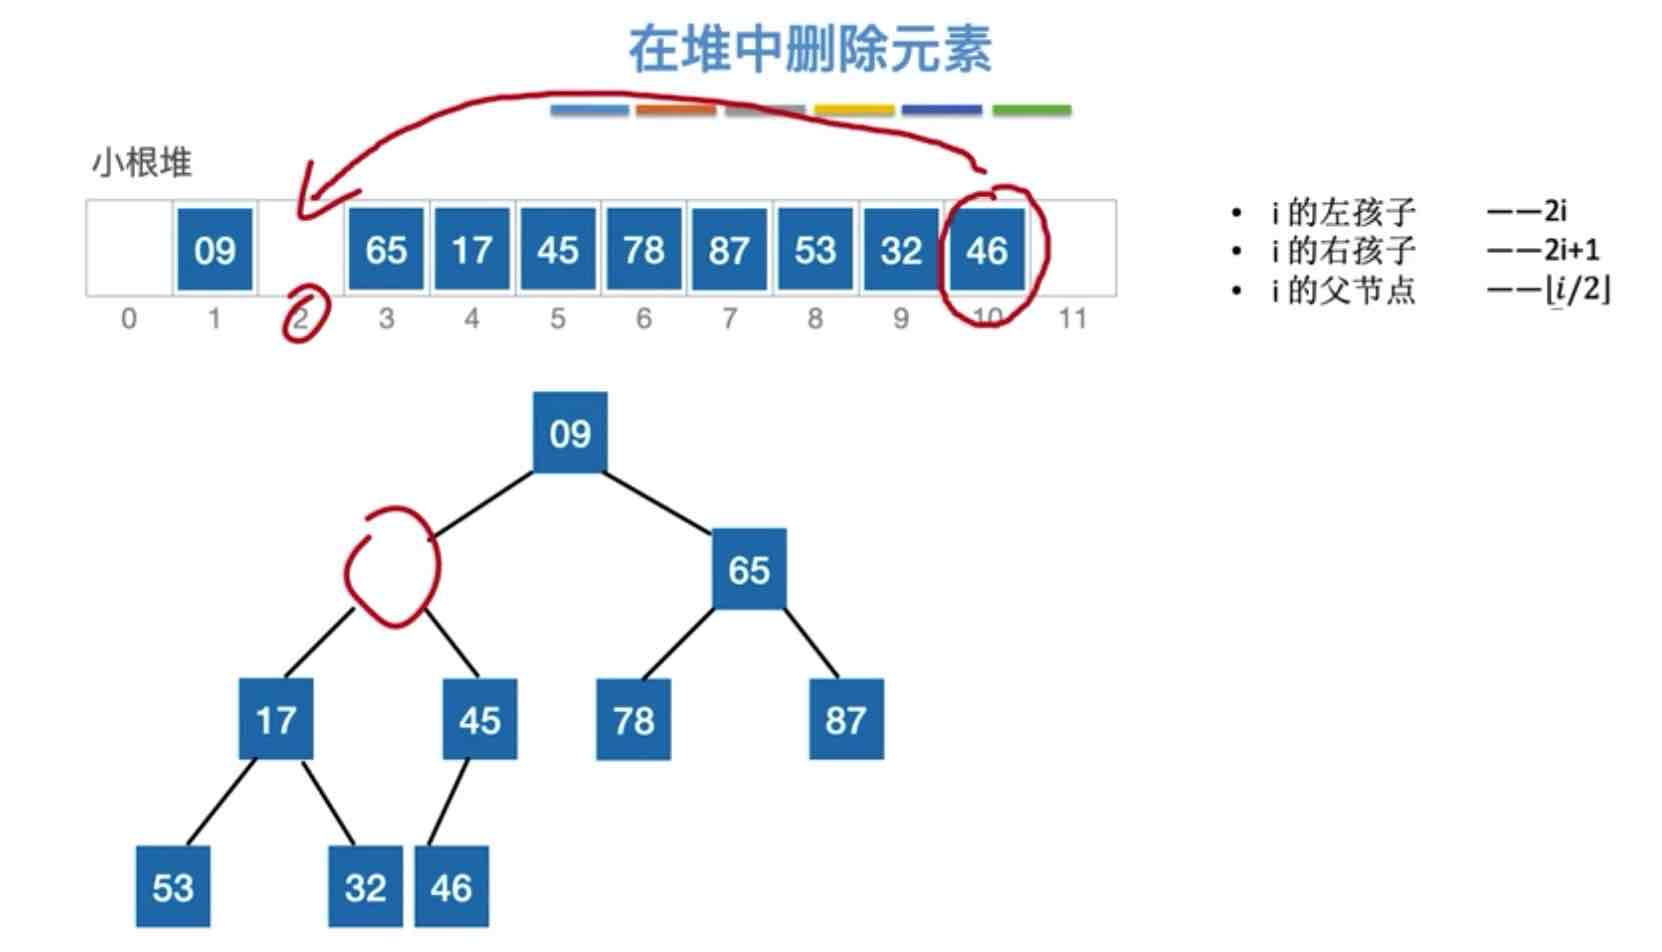 在堆中删除元素
小根堆
09 65 17 45 78 87 53 32 46
0 1 2 3 4 5 6 7 8 9 10 11
• i 的左孩子 ——2i
• i 的右孩子 ——2i+1
• i 的父节点 ——⌊i/2⌋
09
65
17 45 78 87
53 32 46